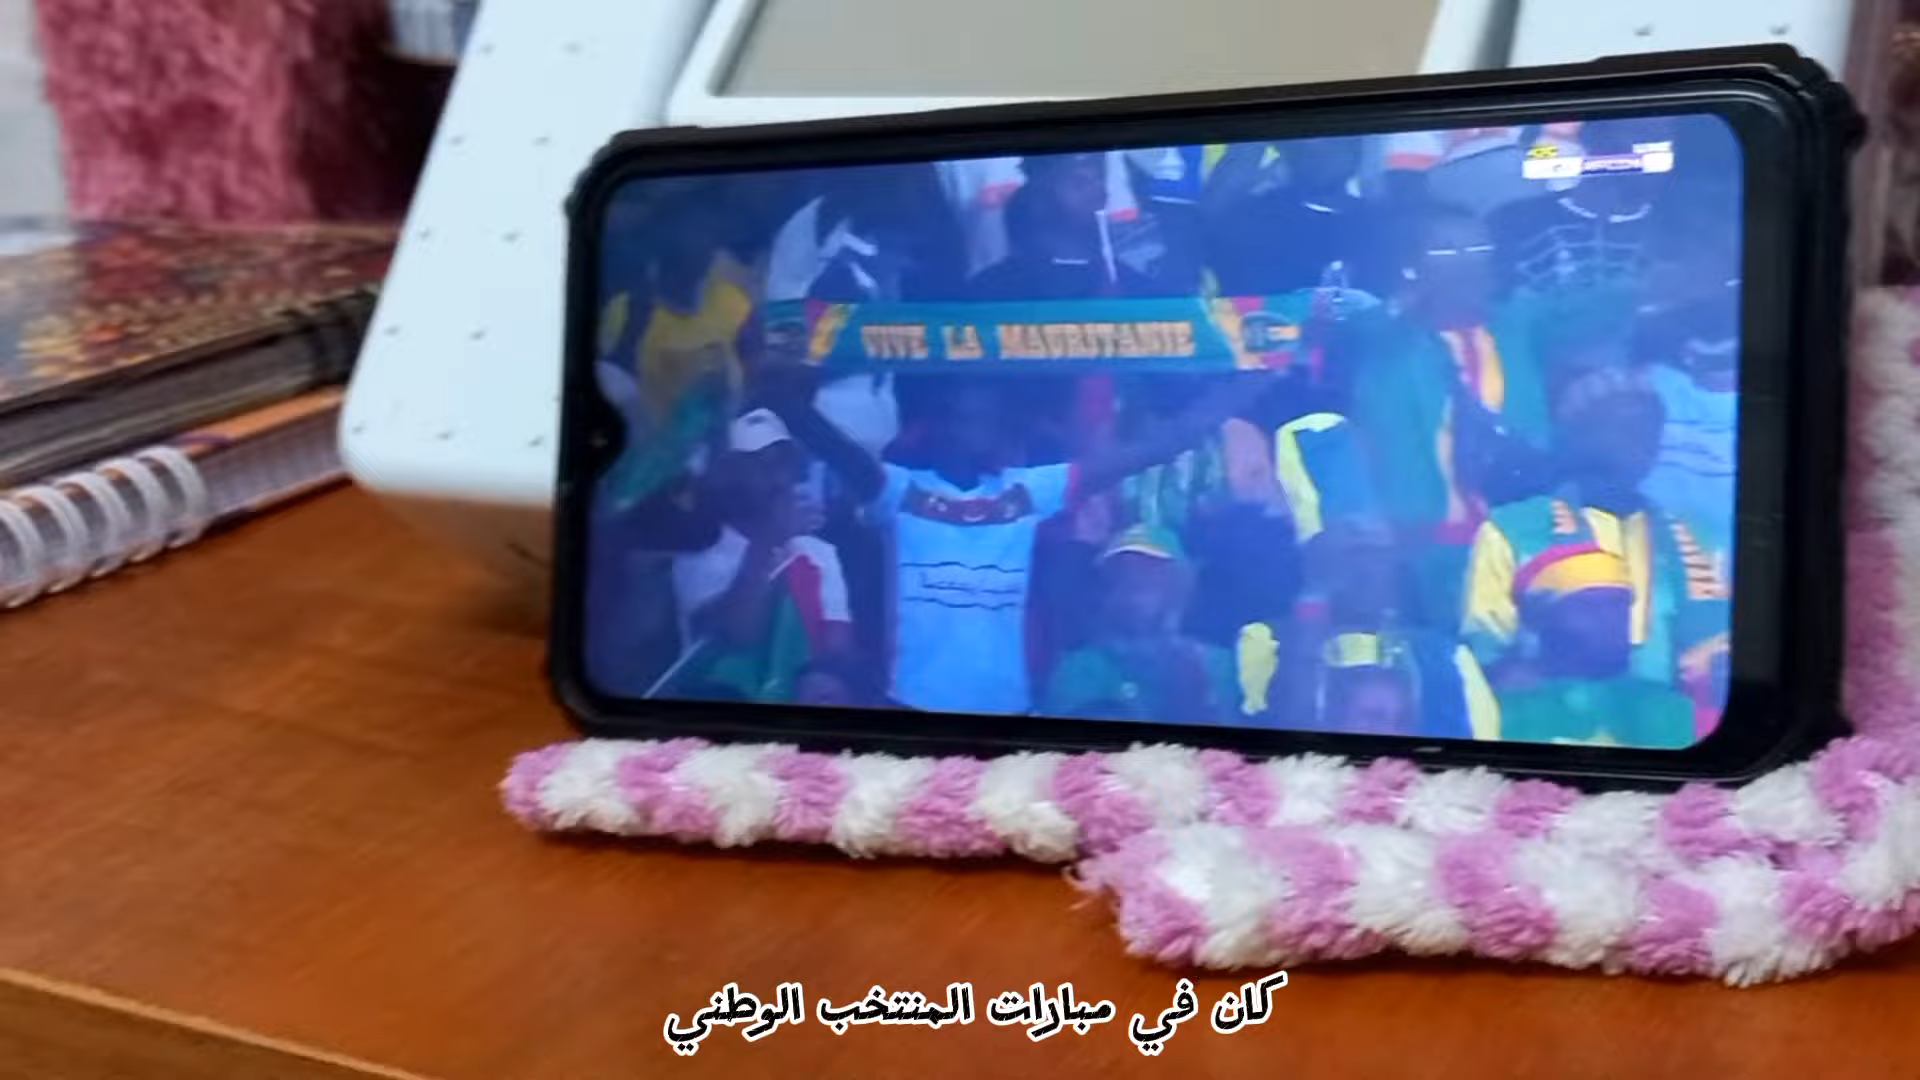 VIVE LA MAURITANIE
كان في مبارات المنتخب الوطني